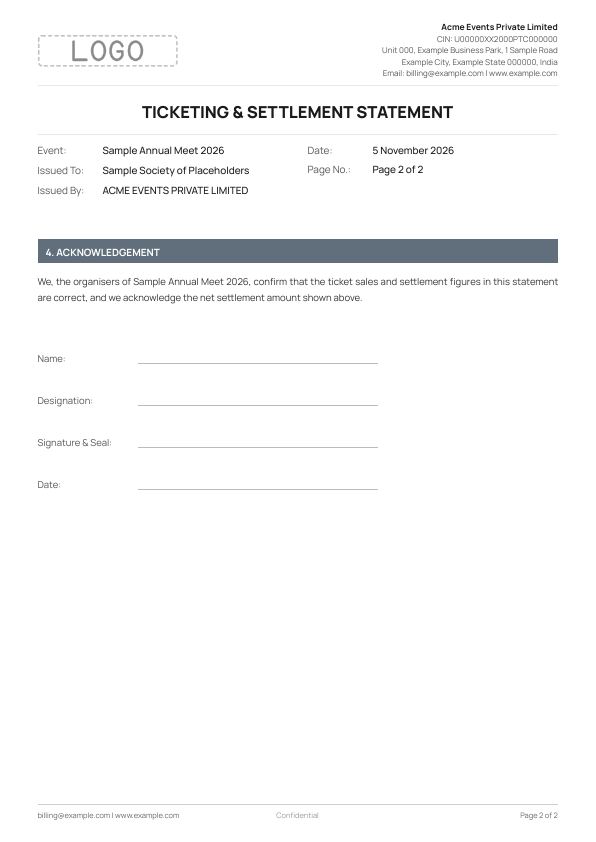 LOGO
Acme Events Private Limited
CIN: U00000XX2000PTC000000
Unit 000, Example Business Park, 1 Sample Road
Example City, Example State 000000, India
Email: billing@example.com | www.example.com
TICKETING & SETTLEMENT STATEMENT
Event: Sample Annual Meet 2026 Date: 5 November 2026
Issued To: Sample Society of Placeholders Page No.: Page 2 of 2
Issued By: ACME EVENTS PRIVATE LIMITED
4. ACKNOWLEDGEMENT
We, the organisers of Sample Annual Meet 2026, confirm that the ticket sales and settlement figures in this statement
are correct, and we acknowledge the net settlement amount shown above.
Name:
Designation:
Signature & Seal:
Date:
billing@example.com | www.example.com Confidential Page 2 of 2